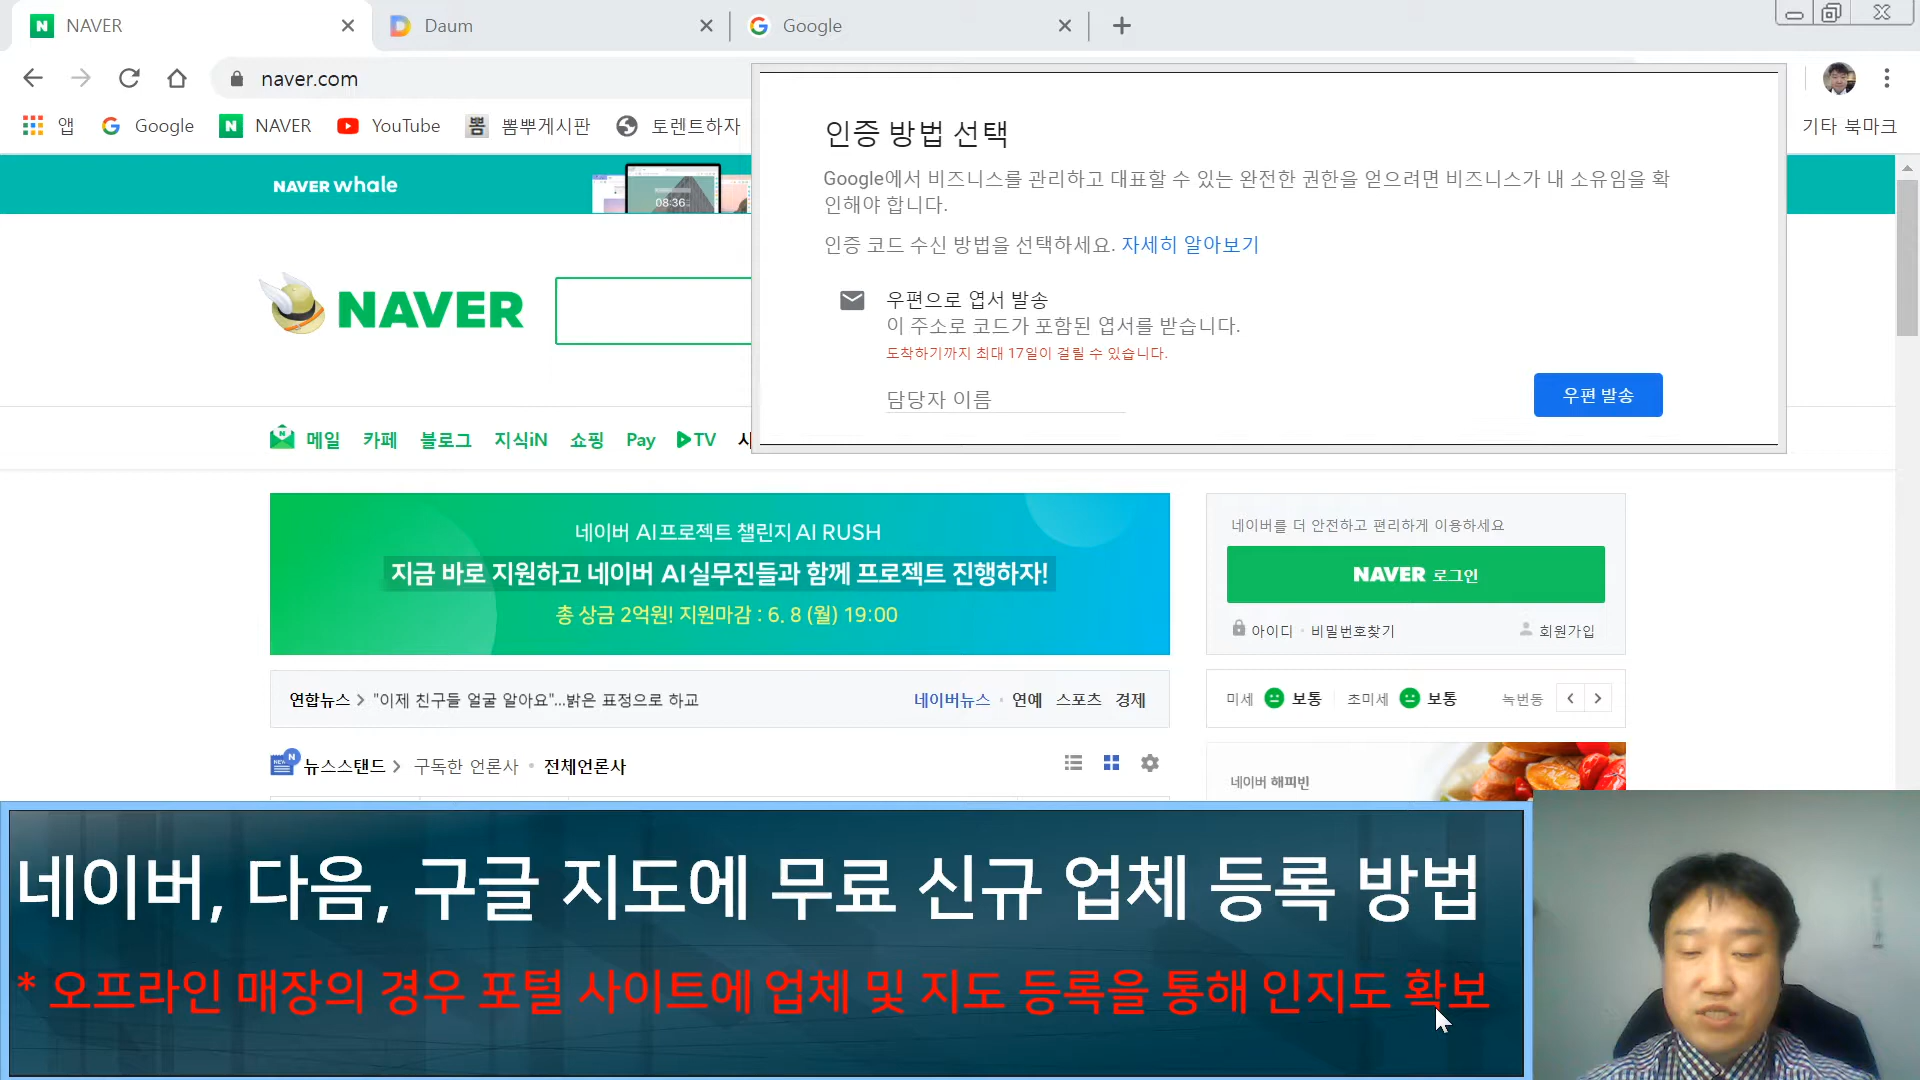 NAVER
Daum
Google
naver.com
앱
Google
NAVER
YouTube
뽐뿌게시판
토렌트하자
기타 북마크
NAVER whale
08:36
NAVER
인증 방법 선택
Google에서 비즈니스를 관리하고 대표할 수 있는 완전한 권한을 얻으려면 비즈니스가 내 소유임을 확
인해야 합니다.
인증 코드 수신 방법을 선택하세요. 자세히 알아보기
우편으로 엽서 발송
이 주소로 코드가 포함된 엽서를 받습니다.
도착하기까지 최대 17일이 걸릴 수 있습니다.
담당자 이름
우편 발송
메일 카페 블로그 지식iN 쇼핑 Pay TV
네이버 AI 프로젝트 챌린지 AI RUSH
지금 바로 지원하고 네이버 AI 실무진들과 함께 프로젝트 진행하자!
총 상금 2억원! 지원마감 : 6. 8 (월) 19:00
네이버를 더 안전하고 편리하게 이용하세요
NAVER 로그인
아이디 · 비밀번호찾기
회원가입
연합뉴스 > "이제 친구들 얼굴 알아요"...밝은 표정으로 하교
네이버뉴스 · 연예 스포츠 경제
미세 보통 초미세 보통 녹번동
뉴스스탠드 > 구독한 언론사 · 전체언론사
네이버 해피빈
네이버, 다음, 구글 지도에 무료 신규 업체 등록 방법
* 오프라인 매장의 경우 포털 사이트에 업체 및 지도 등록을 통해 인지도 확보